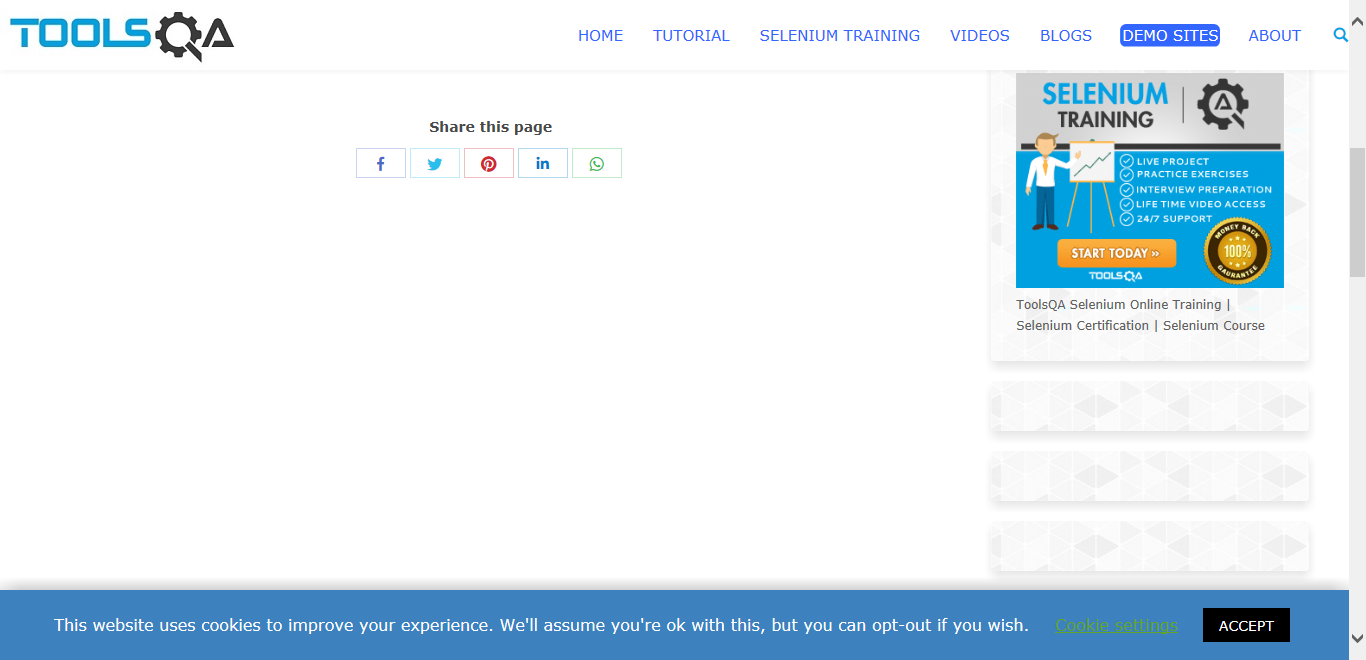 TOOLSQA
HOME TUTORIAL SELENIUM TRAINING VIDEOS BLOGS DEMO SITES ABOUT
Share this page
SELENIUM
TRAINING
LIVE PROJECT
PRACTICE EXERCISES
INTERVIEW PREPARATION
LIFE TIME VIDEO ACCESS
24/7 SUPPORT
START TODAY »
TOOLSQA
MONEY BACK
100%
GAURANTEE
ToolsQA Selenium Online Training |
Selenium Certification | Selenium Course
This website uses cookies to improve your experience. We'll assume you're ok with this, but you can opt-out if you wish. Cookie settings ACCEPT